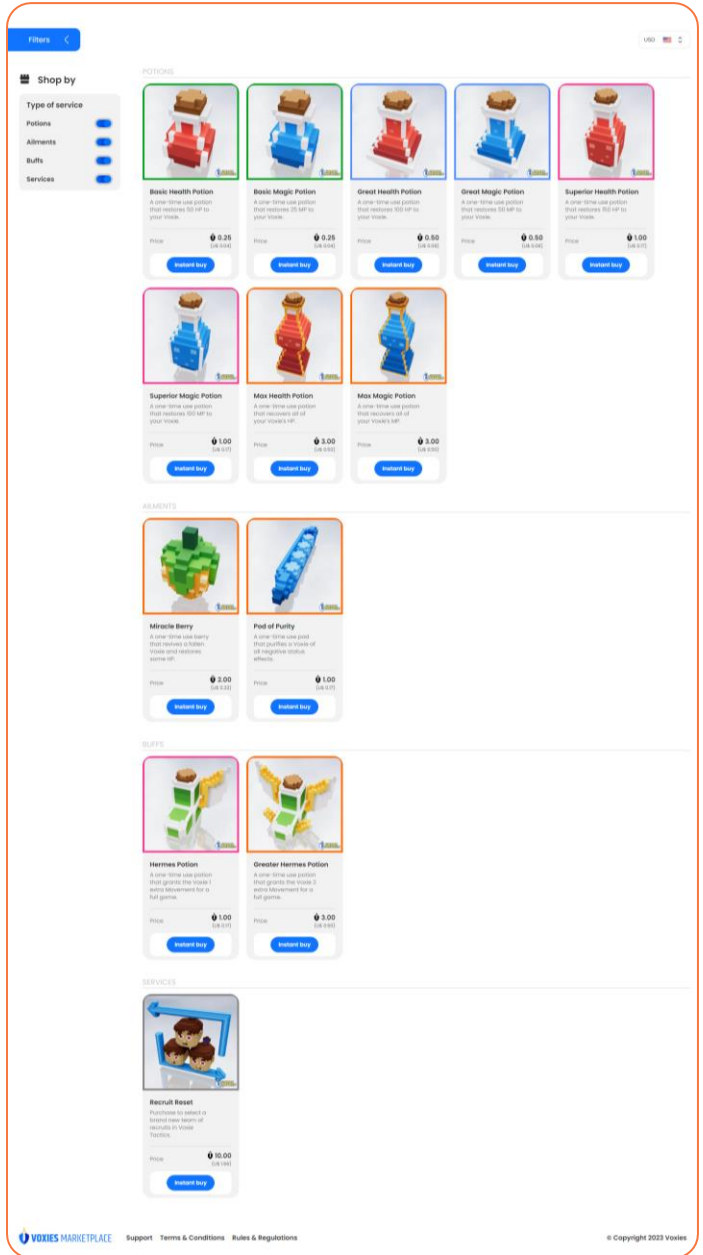 Filters
USD
Shop by
Type of service
Potions
Ailments
Buffs
Services
POTIONS
Basic Health Potion
A one-time use potion
that restores 50 HP to
your Voxie.
Price
0.25
Instant buy
Basic Magic Potion
A one-time use potion
that restores 25 MP to
your Voxie.
Price
0.25
Instant buy
Great Health Potion
A one-time use potion
that restores 100 HP to
your Voxie.
Price
0.50
Instant buy
Great Magic Potion
A one-time use potion
that restores 50 MP to
your Voxie.
Price
0.50
Instant buy
Superior Health Potion
A one-time use potion
that restores 150 HP to
your Voxie.
Price
1.00
Instant buy
Superior Magic Potion
A one-time use potion
that restores 100 MP to
your Voxie.
Price
1.00
Instant buy
Max Health Potion
A one-time use potion
that recovers all of
your Voxie's HP.
Price
3.00
Instant buy
Max Magic Potion
A one-time use potion
that recovers all of
your Voxie's MP.
Price
3.00
Instant buy
AILMENTS
Miracle Berry
A one-time use berry
that revives a fallen
Voxie and restores
some HP.
Price
2.00
Instant buy
Pod of Purity
A one-time use pod
that purifies a Voxie of
all negative status
effects.
Price
1.00
Instant buy
BUFFS
Hermes Potion
A one-time use potion
that grants the Voxie 1
extra Movement for a
full game.
Price
1.00
Instant buy
Greater Hermes Potion
A one-time use potion
that grants the Voxie 2
extra Movement for a
full game.
Price
3.00
Instant buy
SERVICES
Recruit Reset
Purchase to select a
brand new team of
recruits in Voxie
Tactics.
Price
10.00
Instant buy
VOXIES MARKETPLACE
Support Terms & Conditions Rules & Regulations
© Copyright 2023 Voxies